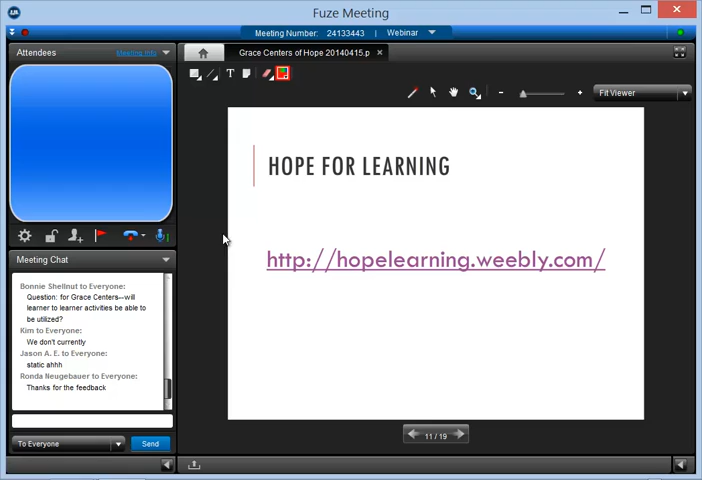 Fuze Meeting
Meeting Number: 24133443 Webinar
Attendees
Meeting Info
Grace Centers of Hope 20140415.p
T
Fit Viewer
HOPE FOR LEARNING
http://hopelearning.weebly.com/
Meeting Chat
Bonnie Shellnut to Everyone:
Question: for Grace Centers---will
learner to learner activities be able to
be utilized?
Kim to Everyone:
We don't currently
Jason A. E. to Everyone:
static ahhh
Ronda Neugebauer to Everyone:
Thanks for the feedback
To Everyone
Send
11 / 19